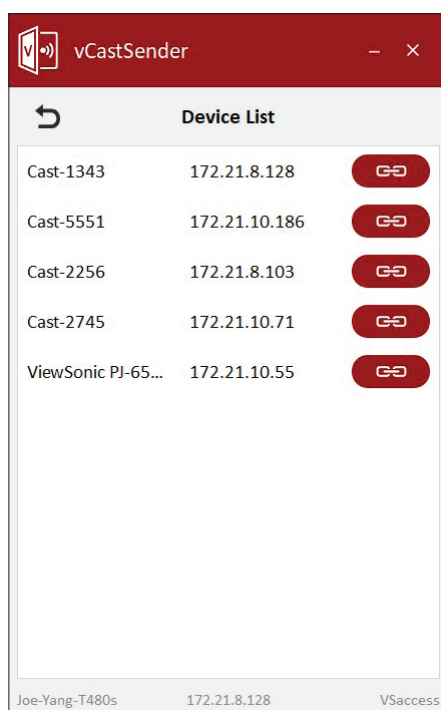 vCastSender
Device List
Cast-1343 172.21.8.128
Cast-5551 172.21.10.186
Cast-2256 172.21.8.103
Cast-2745 172.21.10.71
ViewSonic PJ-65... 172.21.10.55
Joe-Yang-T480s 172.21.8.128 VSaccess